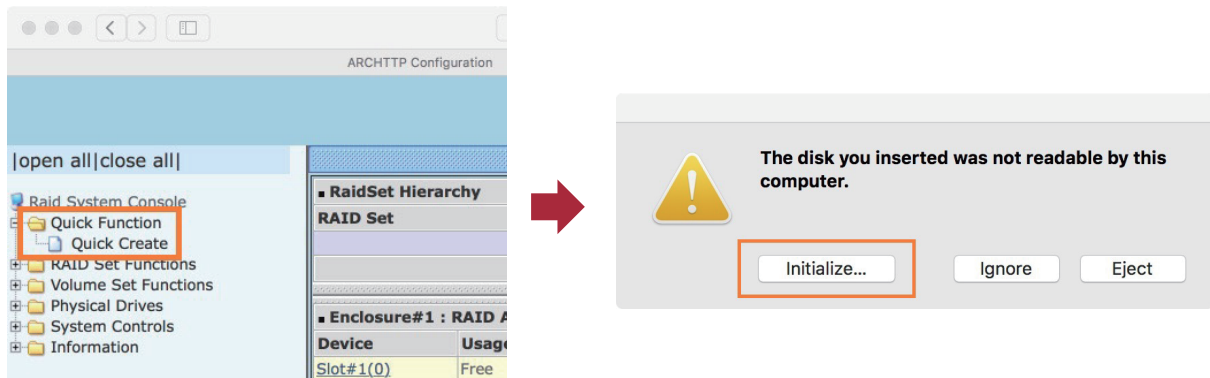 ARCHTTP Configuration
|open all|close all|
Raid System Console
Quick Function
Quick Create
RAID Set Functions
Volume Set Functions
Physical Drives
System Controls
Information
RaidSet Hierarchy
RAID Set
Enclosure#1 : RAID A
Device Usage
Slot#1(0) Free
The disk you inserted was not readable by this
computer.
Initialize... Ignore Eject